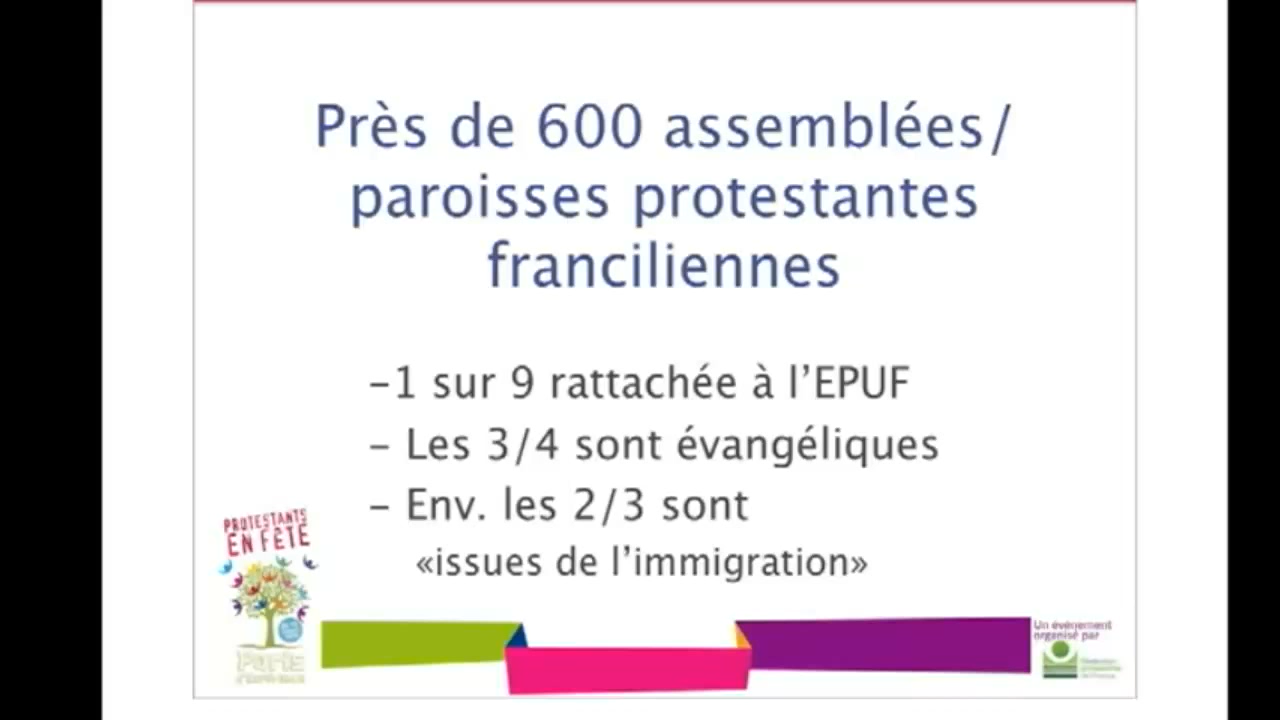 Près de 600 assemblées/
paroisses protestantes
franciliennes
-1 sur 9 rattachée à l'EPUF
- Les 3/4 sont évangéliques
- Env. les 2/3 sont
«issues de l'immigration»
PROTESTANTS
EN FÊTE
PARIS
Un événement
organisé par